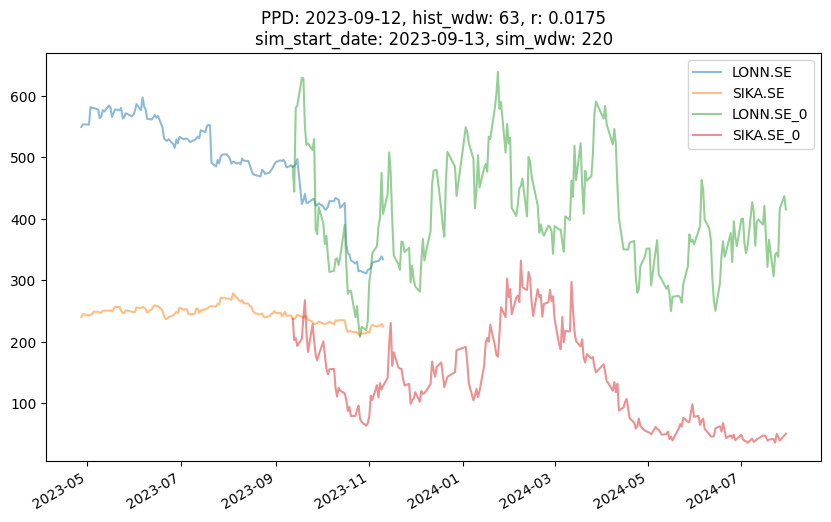 PPD: 2023-09-12, hist_wdw: 63, r: 0.0175
sim_start_date: 2023-09-13, sim_wdw: 220
LONN.SE
SIKA.SE
LONN.SE_0
SIKA.SE_0
600
500
400
300
200
100
2023-05
2023-07
2023-09
2023-11
2024-01
2024-03
2024-05
2024-07